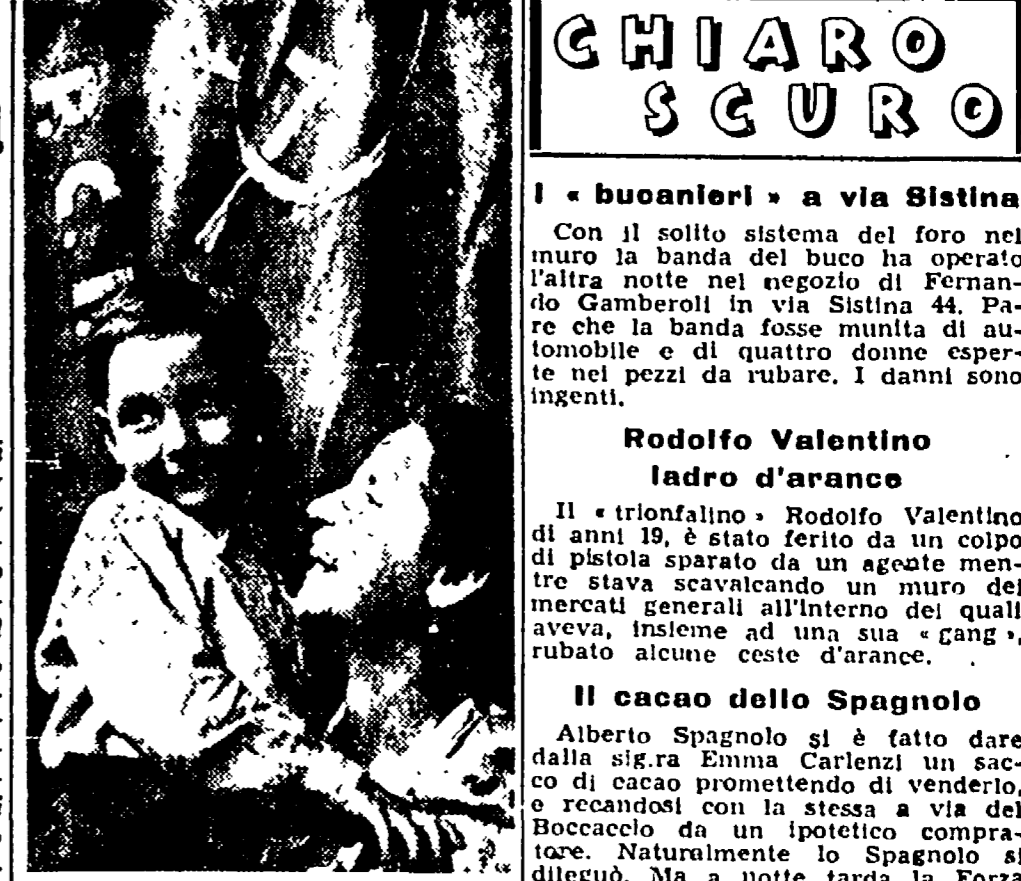 CHIARO
SCURO
I « bucanieri » a via Sistina
Con il solito sistema del foro nel
muro la banda del buco ha operato
l'altra notte nel negozio di Fernan-
do Gamberoli in via Sistina 44. Pa-
re che la banda fosse munita di au-
tomobile e di quattro donne esper-
te nei pezzi da rubare. I danni sono
ingenti.
Rodolfo Valentino
ladro d'arance
Il « trionfalino » Rodolfo Valentino
di anni 19, è stato ferito da un colpo
di pistola sparato da un agente men-
tre stava scavalcando un muro dei
mercati generali all'interno dei quali
aveva, insieme ad una sua « gang »,
rubato alcune ceste d'arance.
Il cacao dello Spagnolo
Alberto Spagnolo si è fatto dare
dalla sig.ra Emma Carlenzi un sac-
co di cacao promettendo di venderlo,
e recandosi con la stessa a via del
Boccaccio da un ipotetico compra-
tore. Naturalmente lo Spagnolo si
dileguò. Ma a notte tarda la Forza